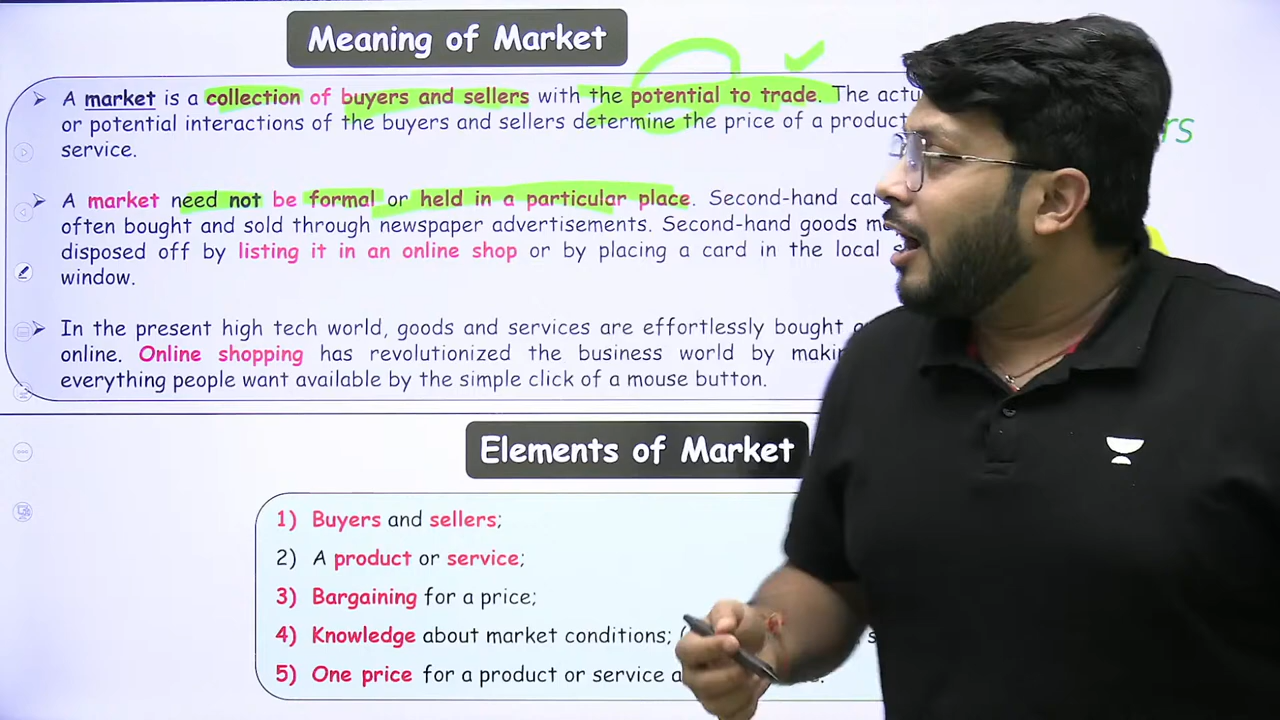 Meaning of Market
➤ A market is a collection of buyers and sellers with the potential to trade. The
or potential interactions of the buyers and sellers determine the price of a product
service.
➤ A market need not be formal or held in a particular place. Second-hand
often bought and sold through newspaper advertisements. Second-hand goods
disposed off by listing it in an online shop or by placing a card in the local
window.
➤ In the present high tech world, goods and services are effortlessly bought
online. Online shopping has revolutionized the business world by
everything people want available by the simple click of a mouse button.
Elements of Market
1) Buyers and sellers;
2) A product or service;
3) Bargaining for a price;
4) Knowledge about market conditions;
5) One price for a product or service